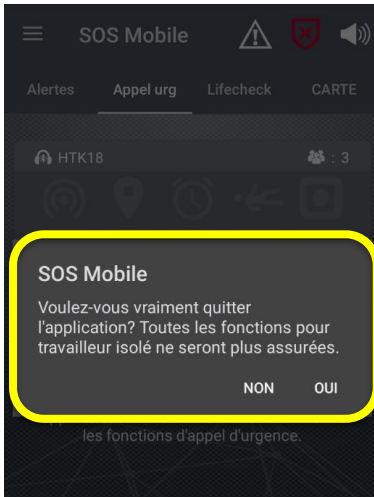 SOS Mobile
Alertes Appel urg Lifecheck CARTE
HTK18 : 3
SOS Mobile
Voulez-vous vraiment quitter
l'application? Toutes les fonctions pour
travailleur isolé ne seront plus assurées.
NON OUI
les fonctions d'appel d'urgence.